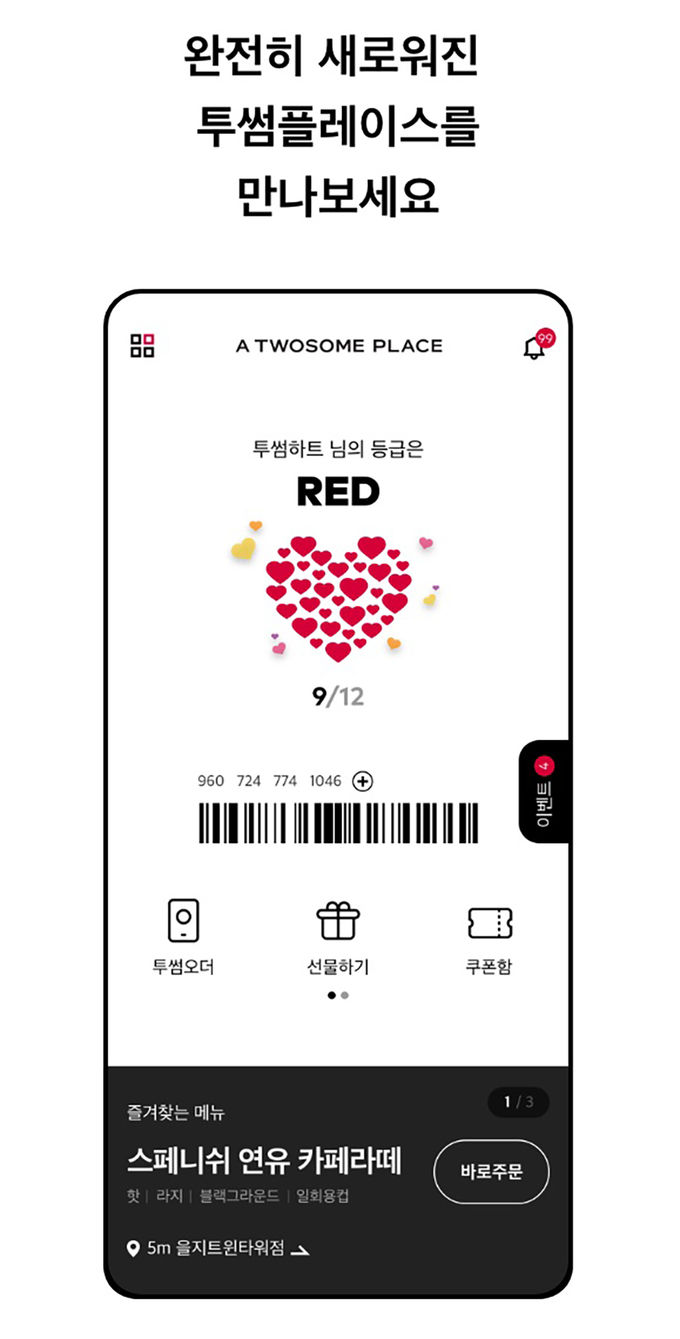 완전히 새로워진
투썸플레이스를
만나보세요
A TWOSOME PLACE
99
투썸하트 님의 등급은
RED
9/12
960 724 774 1046
이벤트 4
투썸오더
선물하기
쿠폰함
즐겨찾는 메뉴
1 / 3
스페니쉬 연유 카페라떼
바로주문
핫 | 라지 | 블랙그라운드 | 일회용컵
5m 을지트윈타워점